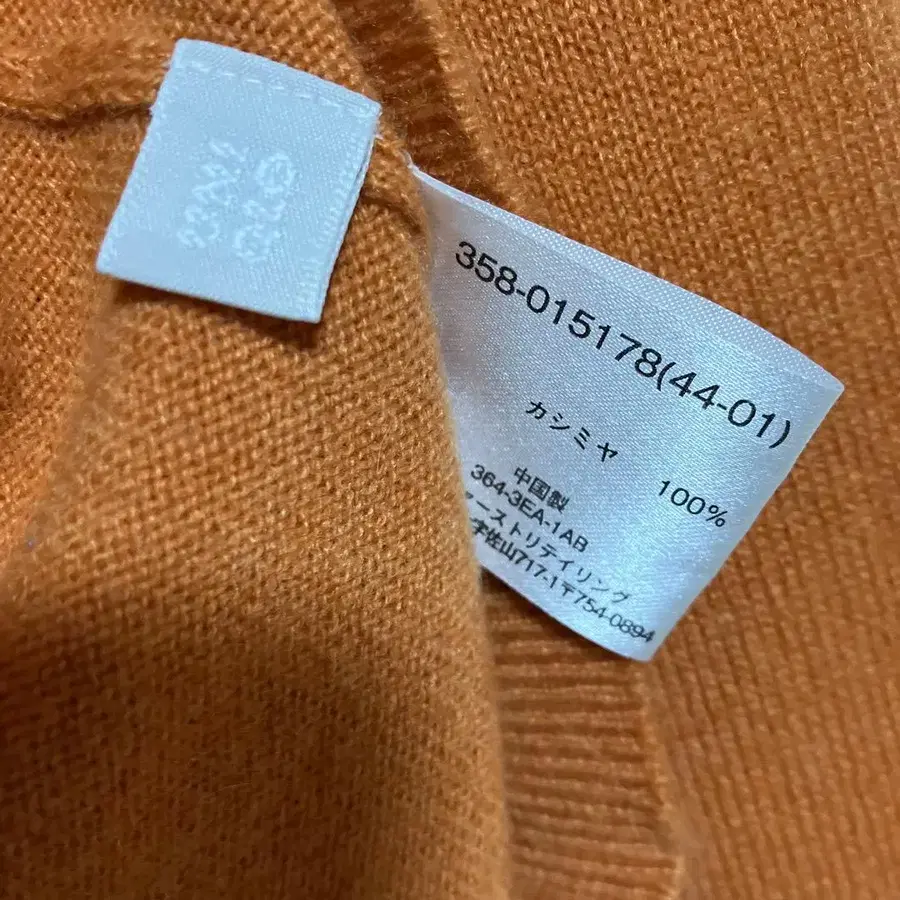 358-015178(44-01)
カシミヤ 100%
中国製
364-3EA-1AB
ァーストリテイリング
宇佐山717-1〒754-0894